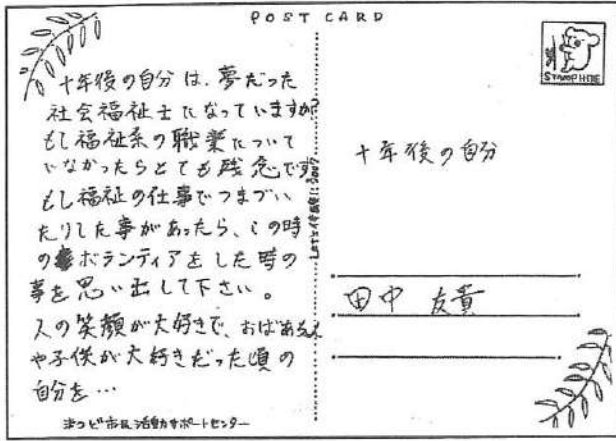 POST CARD
十年後の自分は、夢だった
社会福祉士になっていますか?
もし福祉系の職業について
いなかったらとても残念です。
もし福祉の仕事でつまづい
たりした事があったら、この時
のボランティアをした時の
事を思い出して下さい。
人の笑顔が大好きで、おばあちゃん
や子供が大好きだった頃の
自分を…
まつど市民活動サポートセンター
STAMP HERE
十年後の自分
田中 友貴